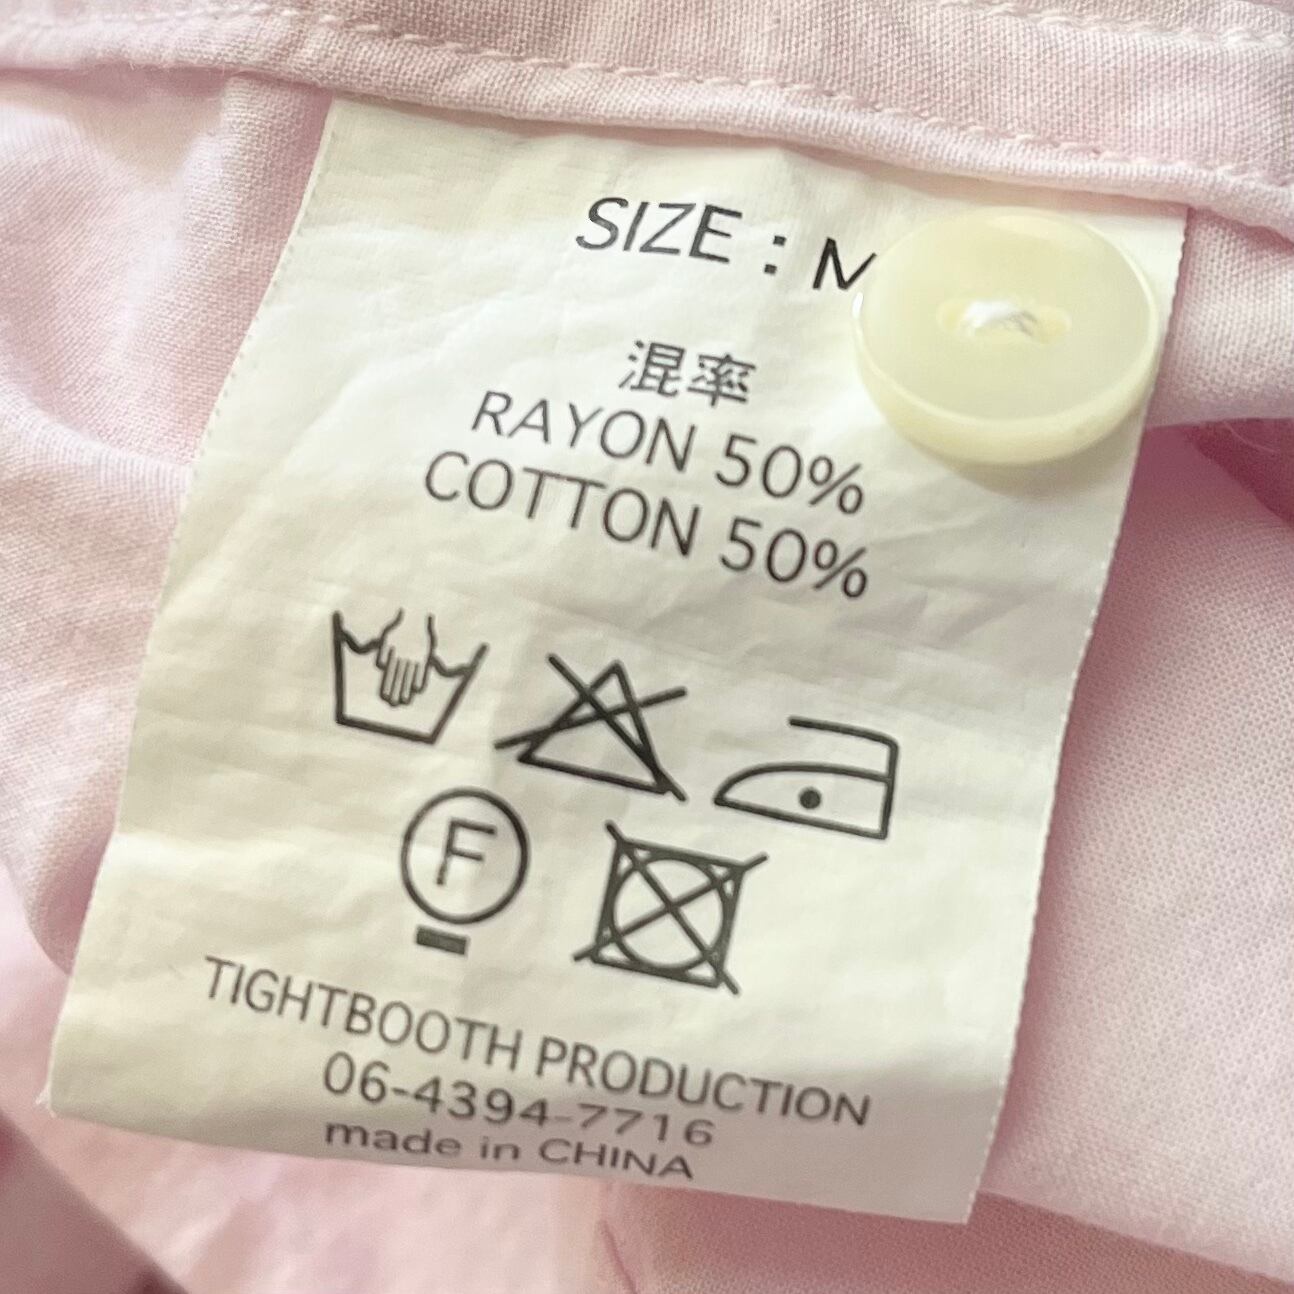 SIZE : M
混率
RAYON 50%
COTTON 50%
F
TIGHTBOOTH PRODUCTION
06-4394-7716
made in CHINA